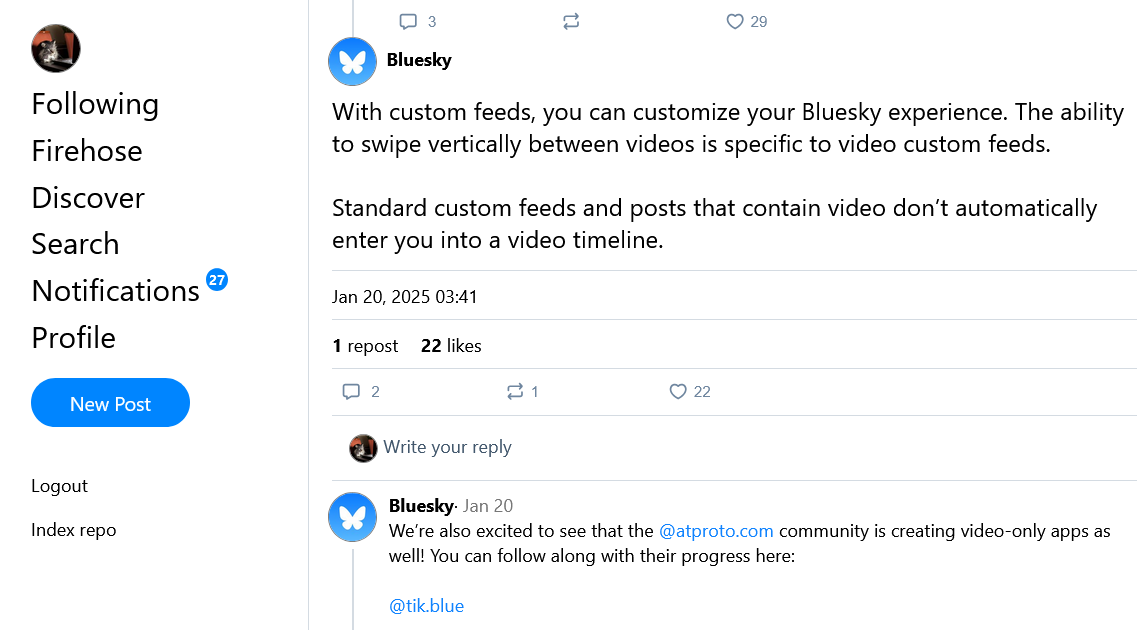 Following
Firehose
Discover
Search
Notifications 27
Profile
New Post
Logout
Index repo
3 29
Bluesky
With custom feeds, you can customize your Bluesky experience. The ability
to swipe vertically between videos is specific to video custom feeds.
Standard custom feeds and posts that contain video don’t automatically
enter you into a video timeline.
Jan 20, 2025 03:41
1 repost 22 likes
2 1 22
Write your reply
Bluesky· Jan 20
We’re also excited to see that the @atproto.com community is creating video-only apps as
well! You can follow along with their progress here:
@tik.blue